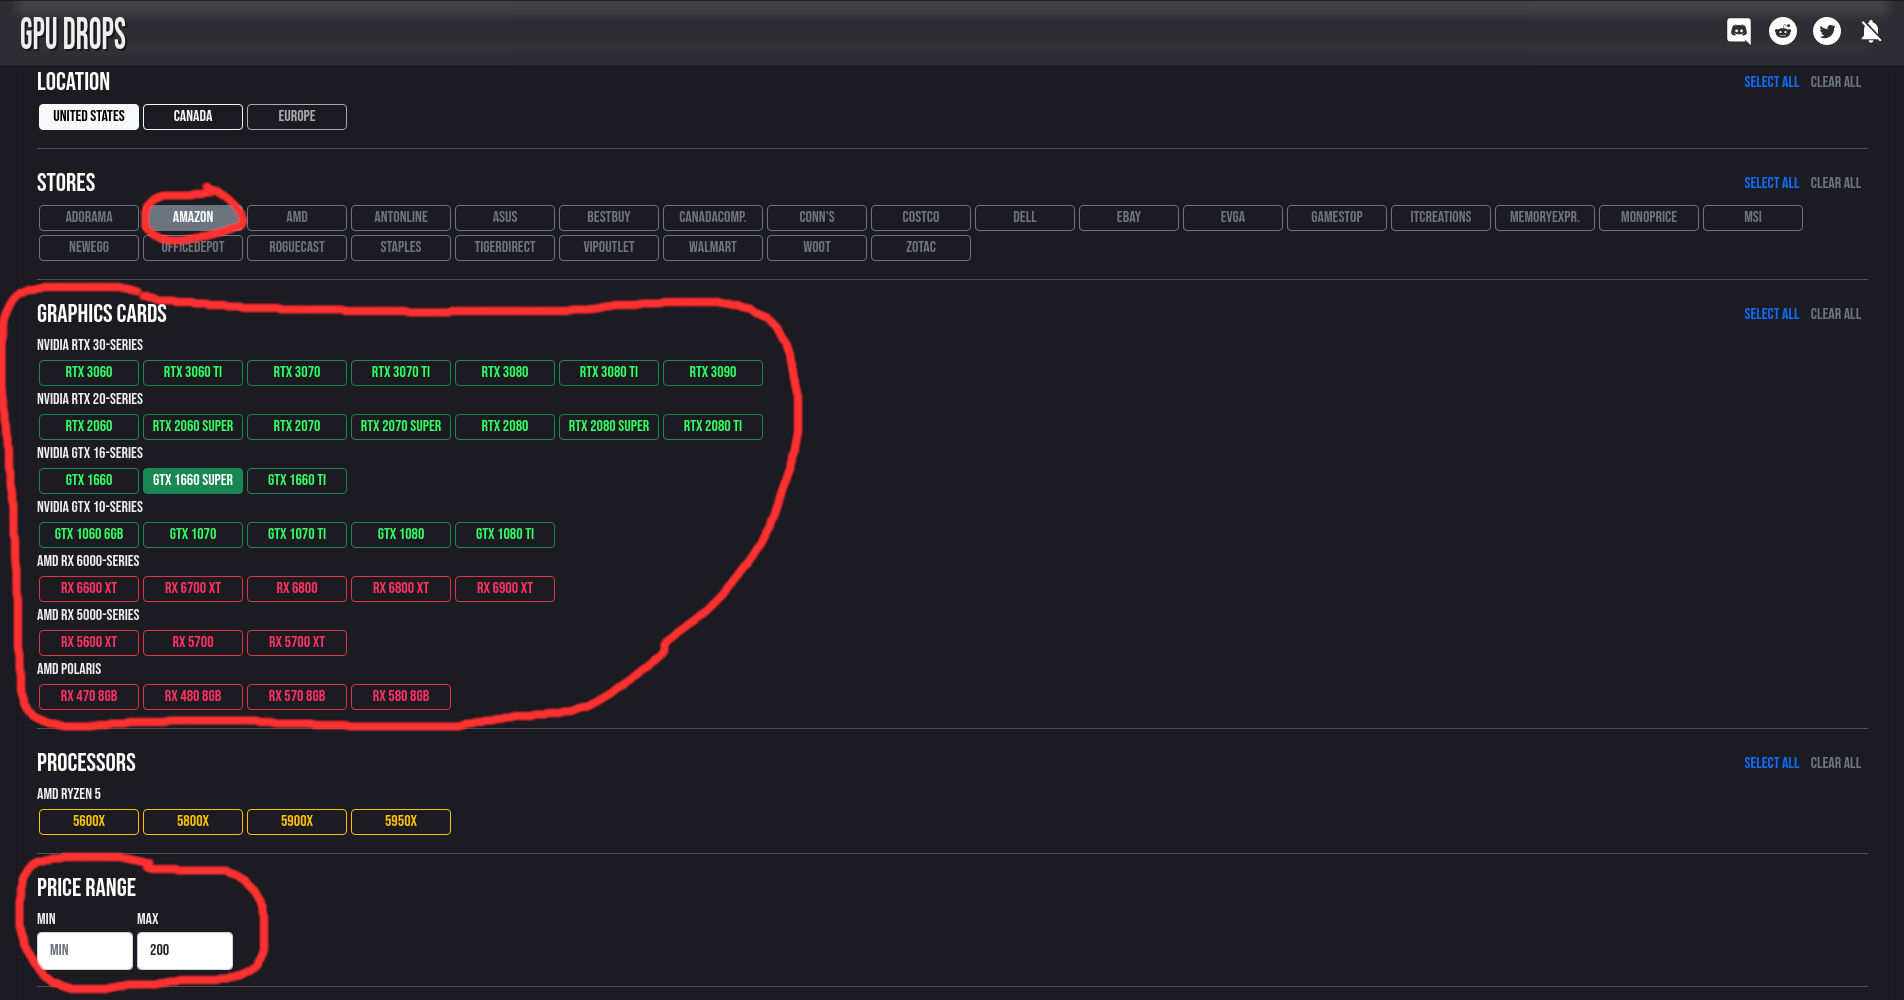 GPU DROPS
LOCATION SELECT ALL CLEAR ALL
UNITED STATES CANADA EUROPE
STORES SELECT ALL CLEAR ALL
ADORAMA AMAZON AMD ANTONLINE ASUS BESTBUY CANADACOMP. CONN'S COSTCO DELL EBAY EVGA GAMESTOP ITCREATIONS MEMORYEXPR. MONOPRICE MSI
NEWEGG OFFICEDEPOT ROGUECAST STAPLES TIGERDIRECT VIPOUTLET WALMART WOOT ZOTAC
GRAPHICS CARDS SELECT ALL CLEAR ALL
NVIDIA RTX 30-SERIES
RTX 3060 RTX 3060 TI RTX 3070 RTX 3070 TI RTX 3080 RTX 3080 TI RTX 3090
NVIDIA RTX 20-SERIES
RTX 2060 RTX 2060 SUPER RTX 2070 RTX 2070 SUPER RTX 2080 RTX 2080 SUPER RTX 2080 TI
NVIDIA GTX 16-SERIES
GTX 1660 GTX 1660 SUPER GTX 1660 TI
NVIDIA GTX 10-SERIES
GTX 1060 6GB GTX 1070 GTX 1070 TI GTX 1080 GTX 1080 TI
AMD RX 6000-SERIES
RX 6600 XT RX 6700 XT RX 6800 RX 6800 XT RX 6900 XT
AMD RX 5000-SERIES
RX 5600 XT RX 5700 RX 5700 XT
AMD POLARIS
RX 470 8GB RX 480 8GB RX 570 8GB RX 580 8GB
PROCESSORS SELECT ALL CLEAR ALL
AMD RYZEN 5
5600X 5800X 5900X 5950X
PRICE RANGE
MIN MAX
MIN 200